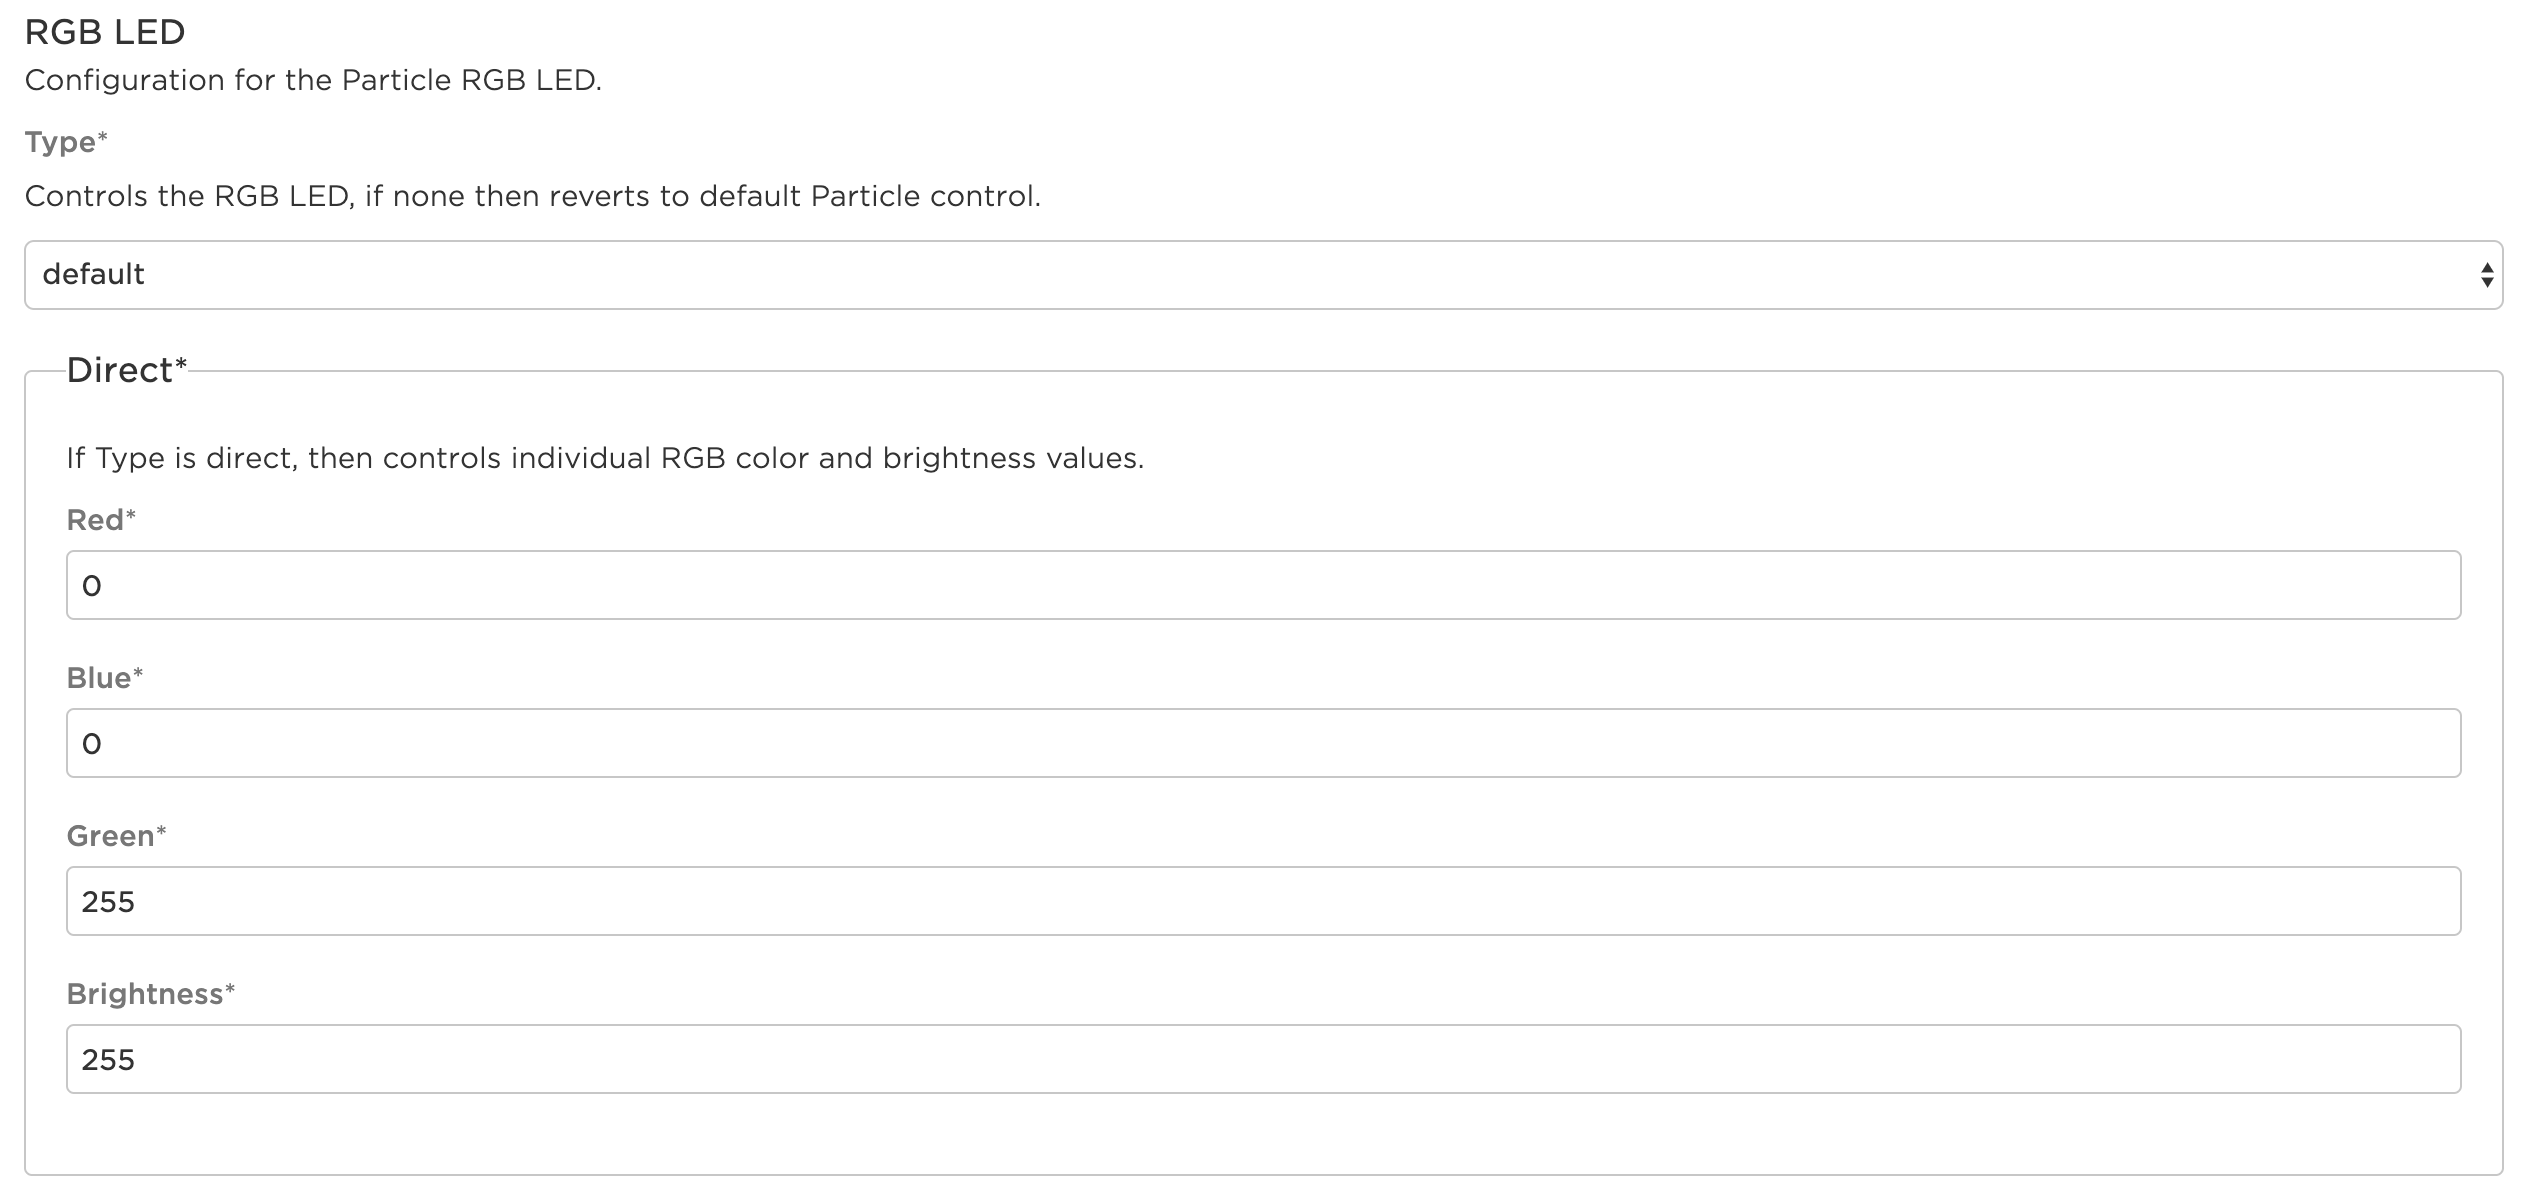 RGB LED
Configuration for the Particle RGB LED.
Type*
Controls the RGB LED, if none then reverts to default Particle control.
default
Direct*
If Type is direct, then controls individual RGB color and brightness values.
Red*
0
Blue*
0
Green*
255
Brightness*
255